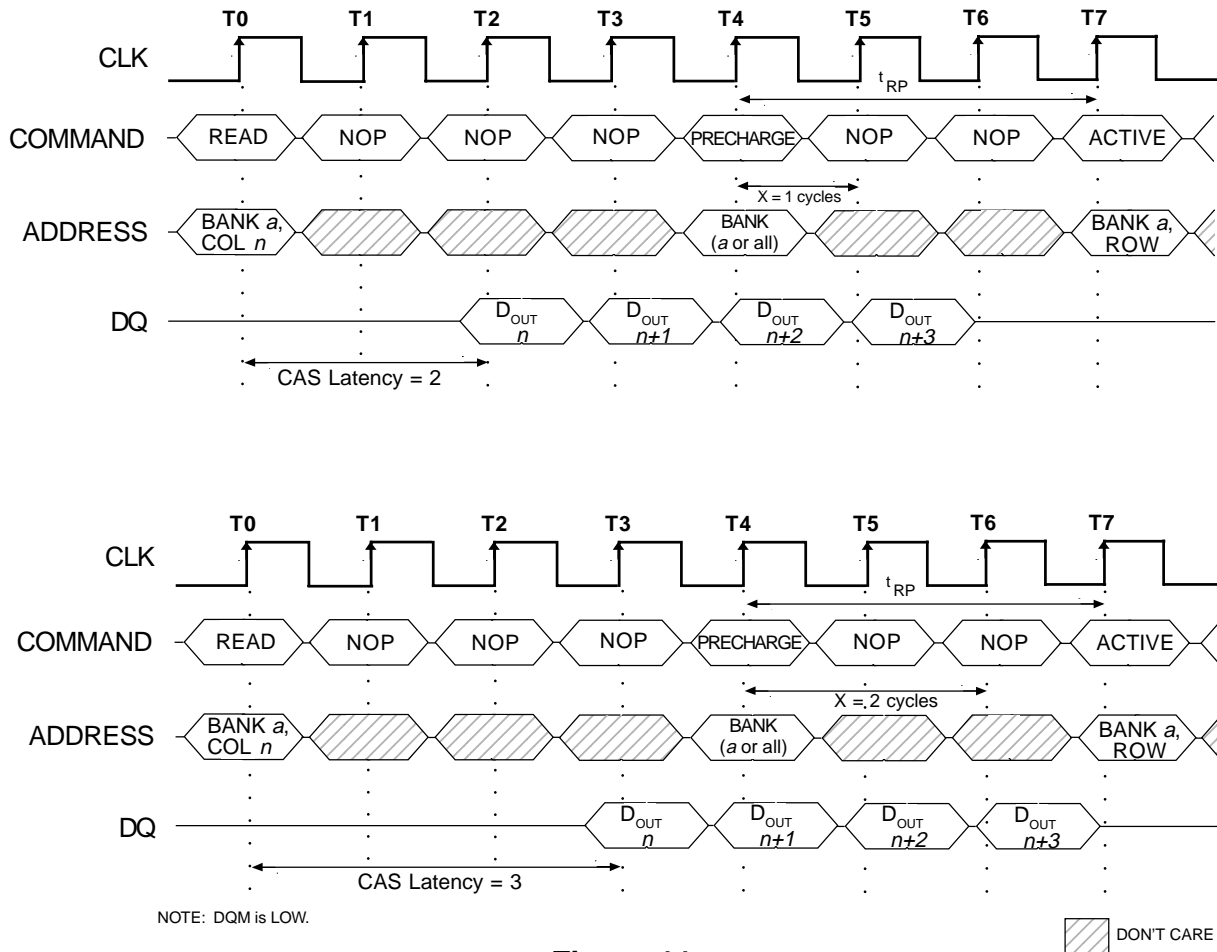 T0 T1 T2 T3 T4 T5 T6 T7
CLK
t RP
COMMAND READ NOP NOP NOP PRECHARGE NOP NOP ACTIVE
X = 1 cycles
ADDRESS BANK a, COL n BANK (a or all) BANK a, ROW
DQ DOUT n DOUT n+1 DOUT n+2 DOUT n+3
CAS Latency = 2
T0 T1 T2 T3 T4 T5 T6 T7
CLK
t RP
COMMAND READ NOP NOP NOP PRECHARGE NOP NOP ACTIVE
X = 2 cycles
ADDRESS BANK a, COL n BANK (a or all) BANK a, ROW
DQ DOUT n DOUT n+1 DOUT n+2 DOUT n+3
CAS Latency = 3
NOTE: DQM is LOW.
DON'T CARE